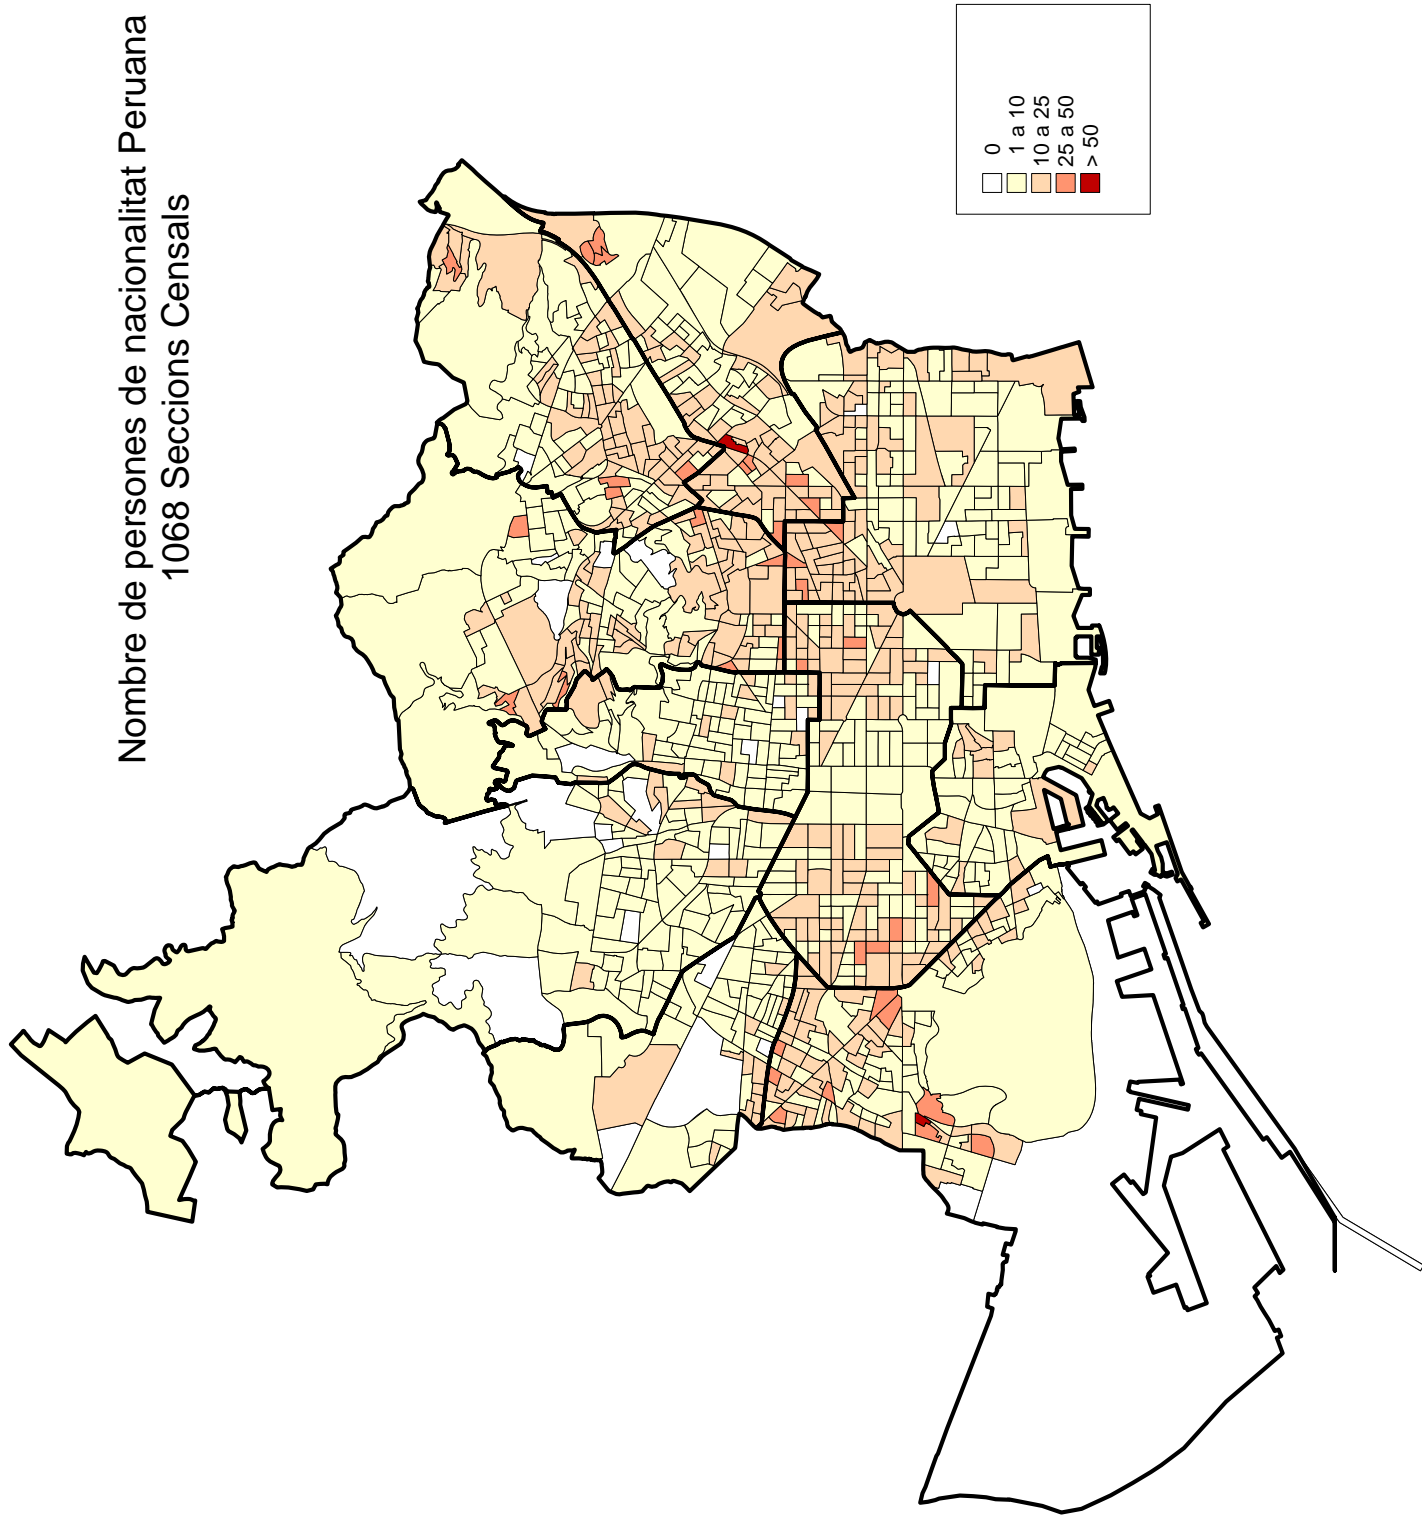 Nombre de persones de nacionalitat Peruana
1068 Seccions Censals
0
1 a 10
10 a 25
25 a 50
> 50